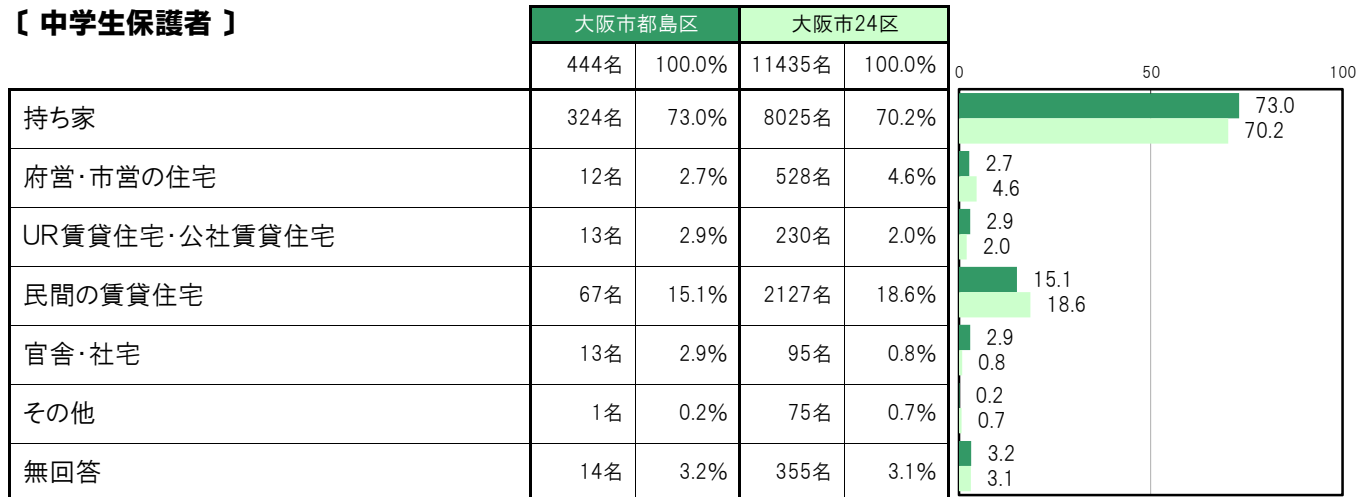 〔 中学生保護者 〕
大阪市都島区 大阪市24区
444名 100.0% 11435名 100.0%
0 50 100
持ち家 324名 73.0% 8025名 70.2%
73.0
70.2
府営・市営の住宅 12名 2.7% 528名 4.6%
2.7
4.6
UR賃貸住宅・公社賃貸住宅 13名 2.9% 230名 2.0%
2.9
2.0
民間の賃貸住宅 67名 15.1% 2127名 18.6%
15.1
18.6
官舎・社宅 13名 2.9% 95名 0.8%
2.9
0.8
その他 1名 0.2% 75名 0.7%
0.2
0.7
無回答 14名 3.2% 355名 3.1%
3.2
3.1